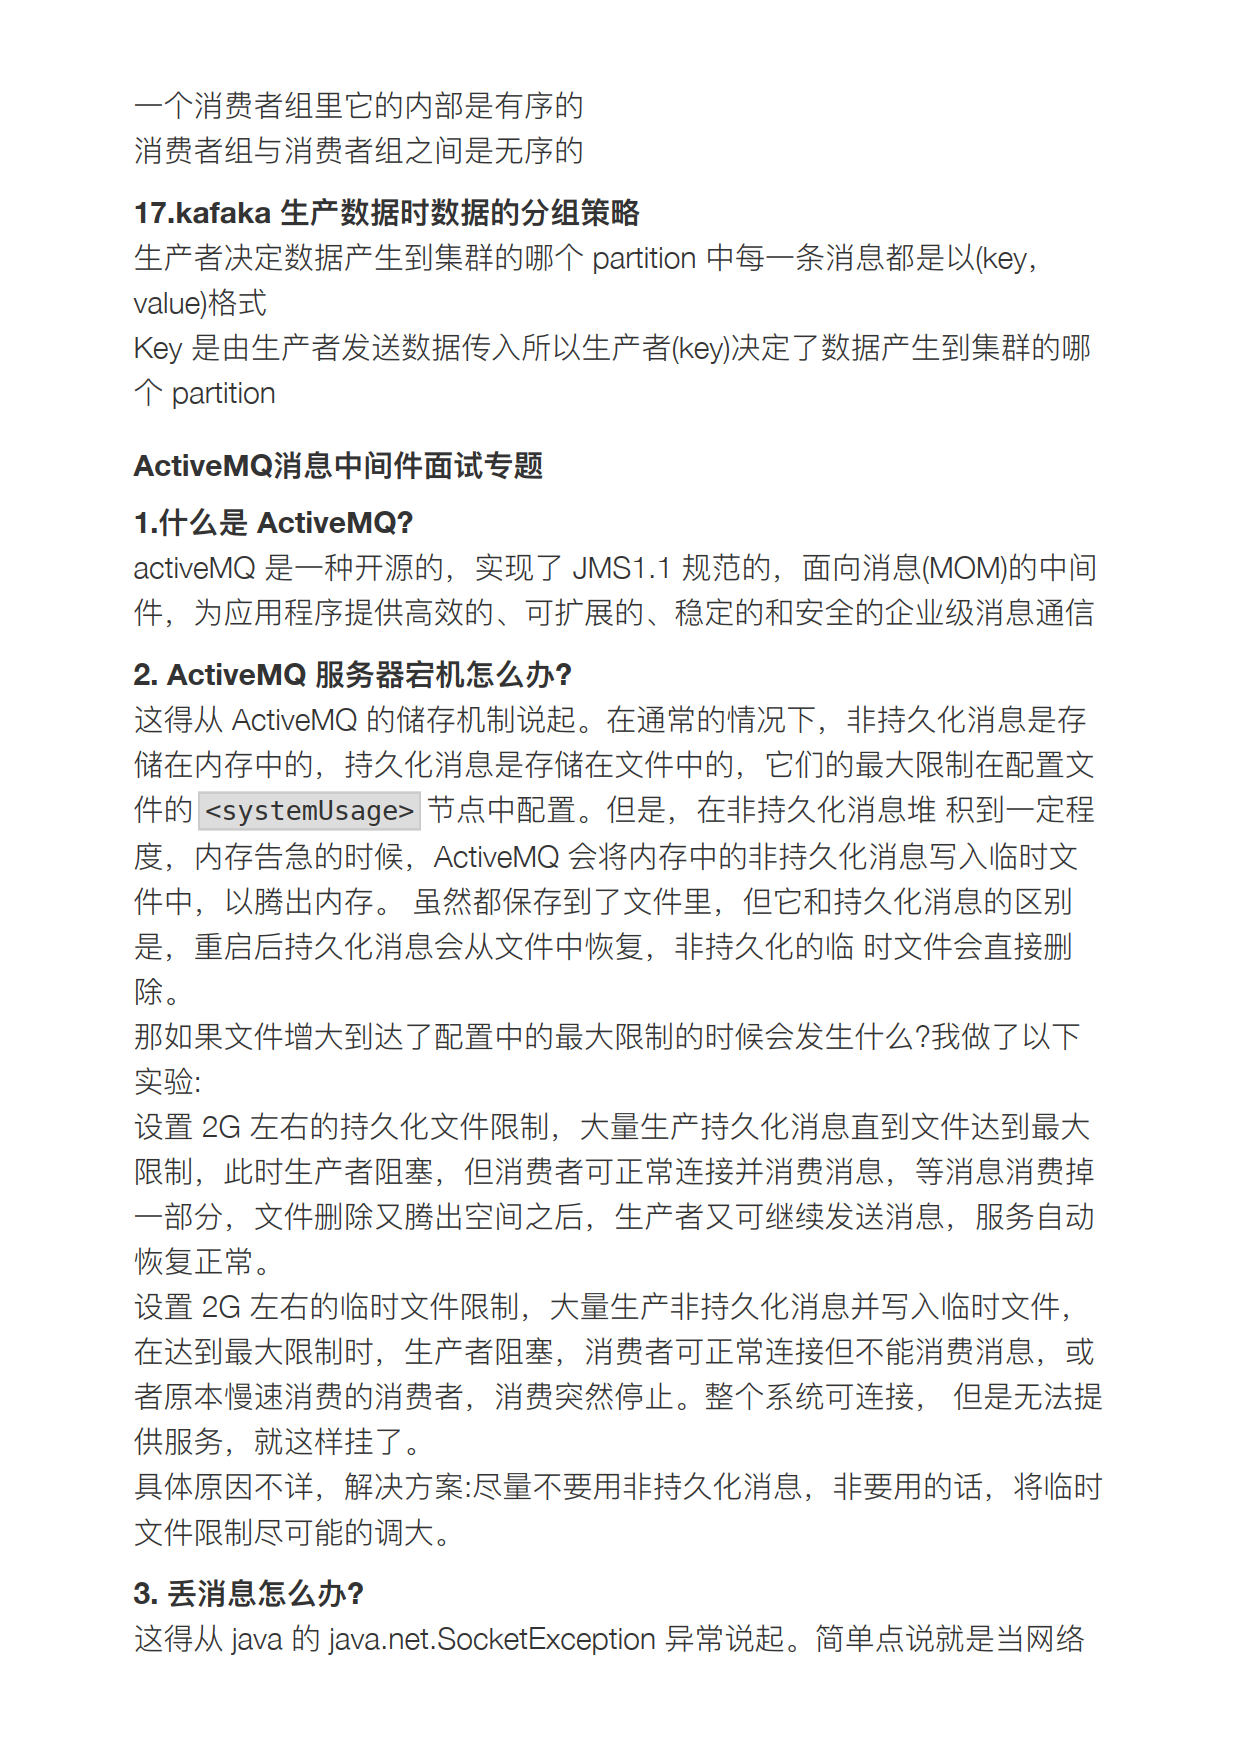 一个消费者组里它的内部是有序的
消费者组与消费者组之间是无序的
17.kafaka 生产数据时数据的分组策略
生产者决定数据产生到集群的哪个 partition 中每一条消息都是以(key，
value)格式
Key 是由生产者发送数据传入所以生产者(key)决定了数据产生到集群的哪
个 partition
ActiveMQ消息中间件面试专题
1.什么是 ActiveMQ?
activeMQ 是一种开源的，实现了 JMS1.1 规范的，面向消息(MOM)的中间
件，为应用程序提供高效的、可扩展的、稳定的和安全的企业级消息通信
2. ActiveMQ 服务器宕机怎么办?
这得从 ActiveMQ 的储存机制说起。在通常的情况下，非持久化消息是存
储在内存中的，持久化消息是存储在文件中的，它们的最大限制在配置文
件的 <systemUsage> 节点中配置。但是，在非持久化消息堆 积到一定程
度，内存告急的时候，ActiveMQ 会将内存中的非持久化消息写入临时文
件中，以腾出内存。 虽然都保存到了文件里，但它和持久化消息的区别
是，重启后持久化消息会从文件中恢复，非持久化的临 时文件会直接删
除。
那如果文件增大到达了配置中的最大限制的时候会发生什么?我做了以下
实验:
设置 2G 左右的持久化文件限制，大量生产持久化消息直到文件达到最大
限制，此时生产者阻塞，但消费者可正常连接并消费消息，等消息消费掉
一部分，文件删除又腾出空间之后，生产者又可继续发送消息，服务自动
恢复正常。
设置 2G 左右的临时文件限制，大量生产非持久化消息并写入临时文件，
在达到最大限制时，生产者阻塞，消费者可正常连接但不能消费消息，或
者原本慢速消费的消费者，消费突然停止。整个系统可连接， 但是无法提
供服务，就这样挂了。
具体原因不详，解决方案:尽量不要用非持久化消息，非要用的话，将临时
文件限制尽可能的调大。
3. 丢消息怎么办?
这得从 java 的 java.net.SocketException 异常说起。简单点说就是当网络